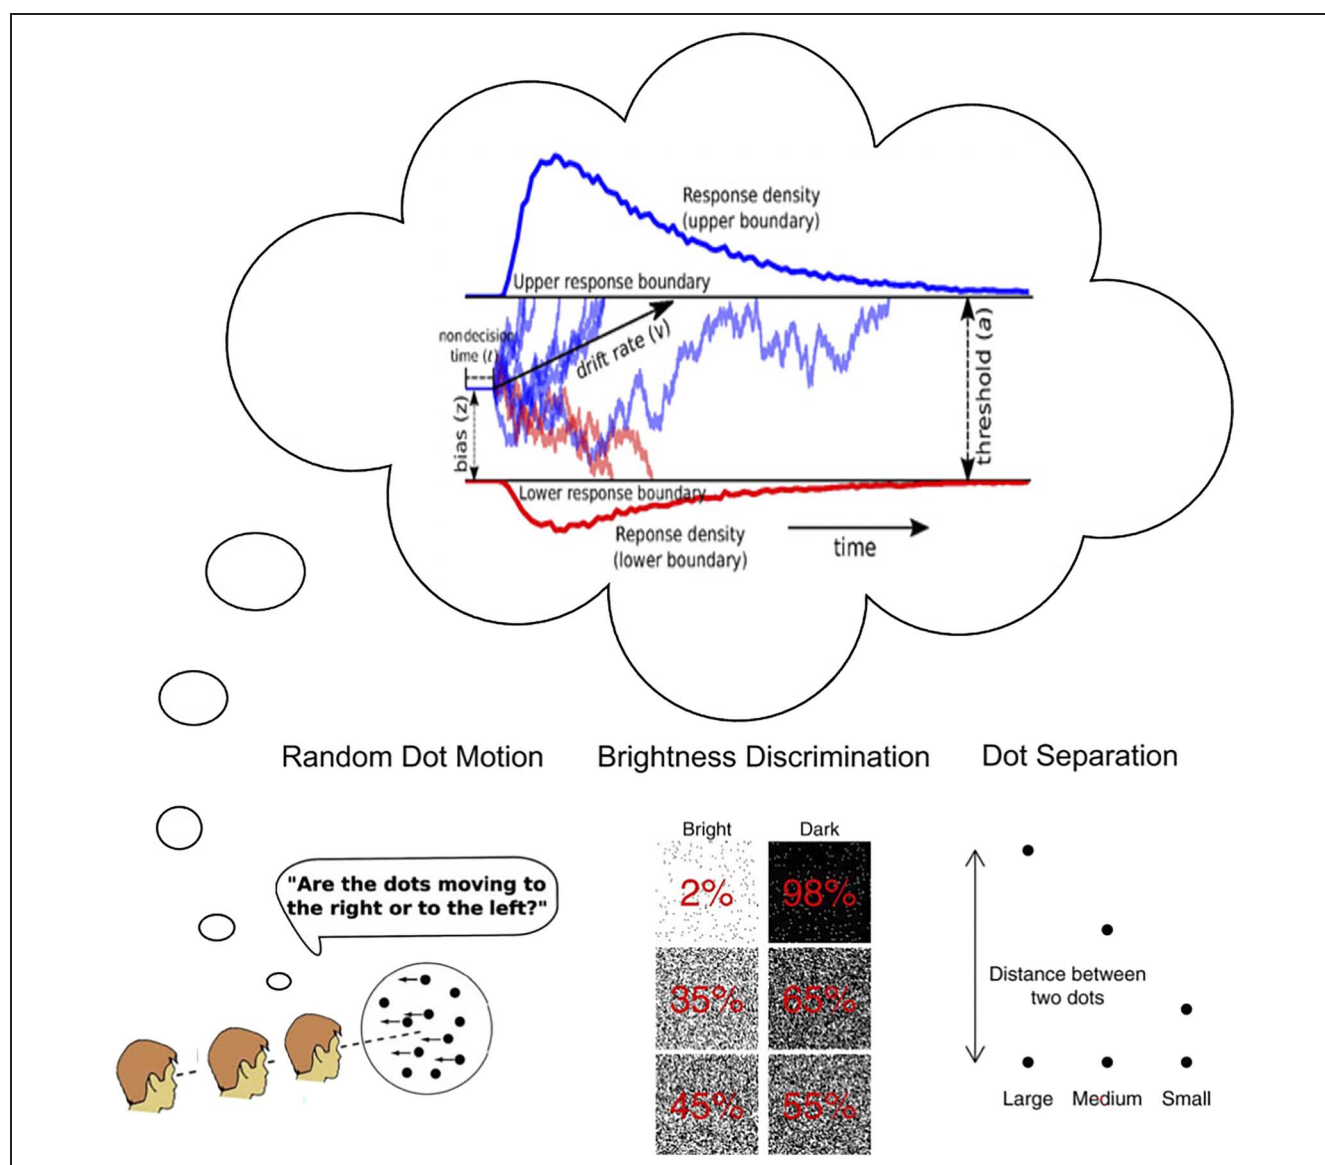 Response density
(upper boundary)
Upper response boundary
nondecision
time (t)
drift rate (v)
bias (z)
threshold (a)
Lower response boundary
Reponse density
(lower boundary)
time
Random Dot Motion
Brightness Discrimination
Dot Separation
"Are the dots moving to
the right or to the left?"
Bright
Dark
2%
98%
35%
65%
45%
55%
Distance between
two dots
Large
Medium
Small